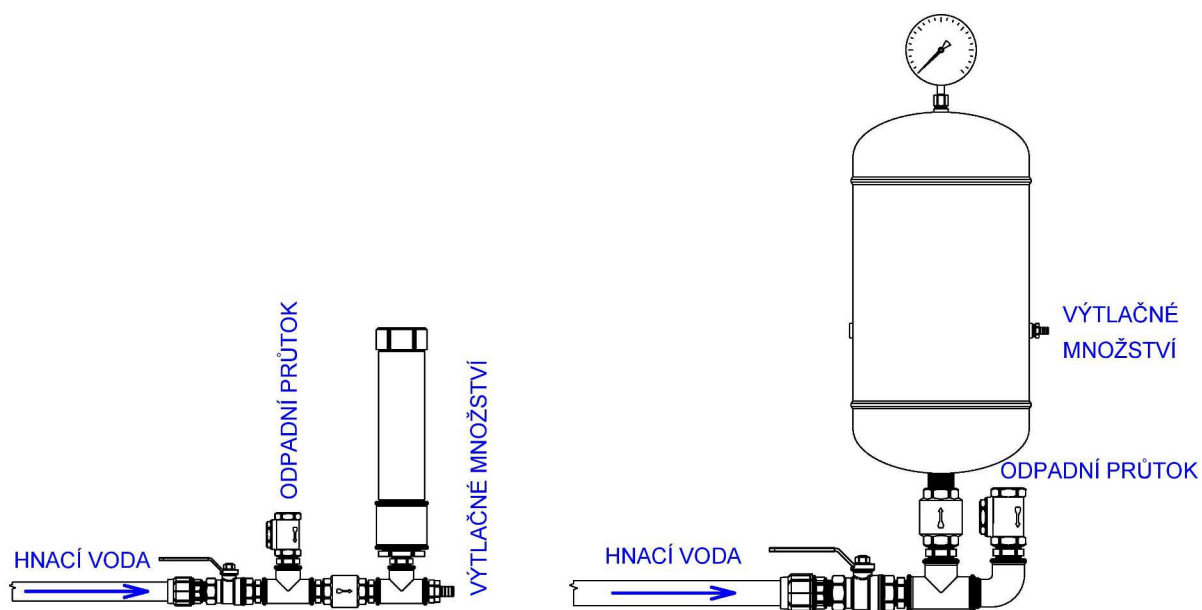 HNACÍ VODA
ODPADNÍ PRŮTOK
VÝTLAČNÉ MNOŽSTVÍ
HNACÍ VODA
VÝTLAČNÉ
MNOŽSTVÍ
ODPADNÍ PRŮTOK